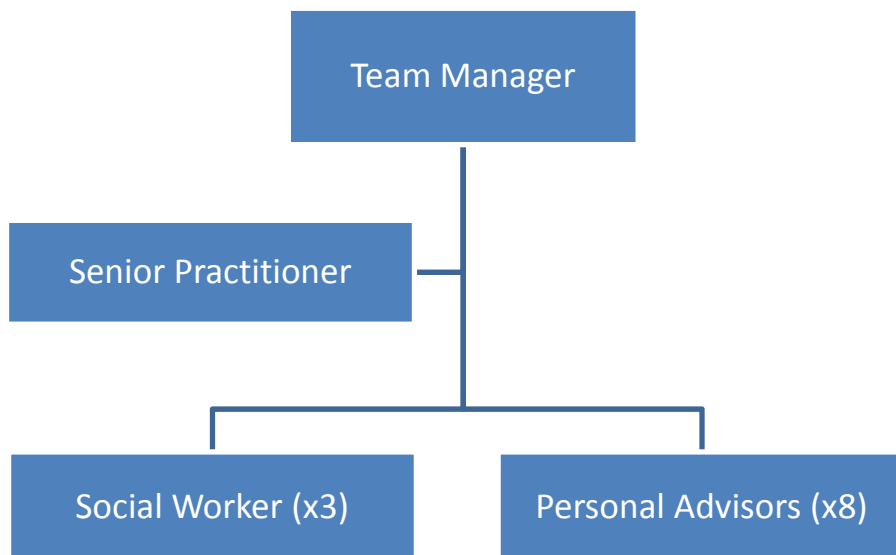 Team Manager
Senior Practitioner
Social Worker (x3)
Personal Advisors (x8)